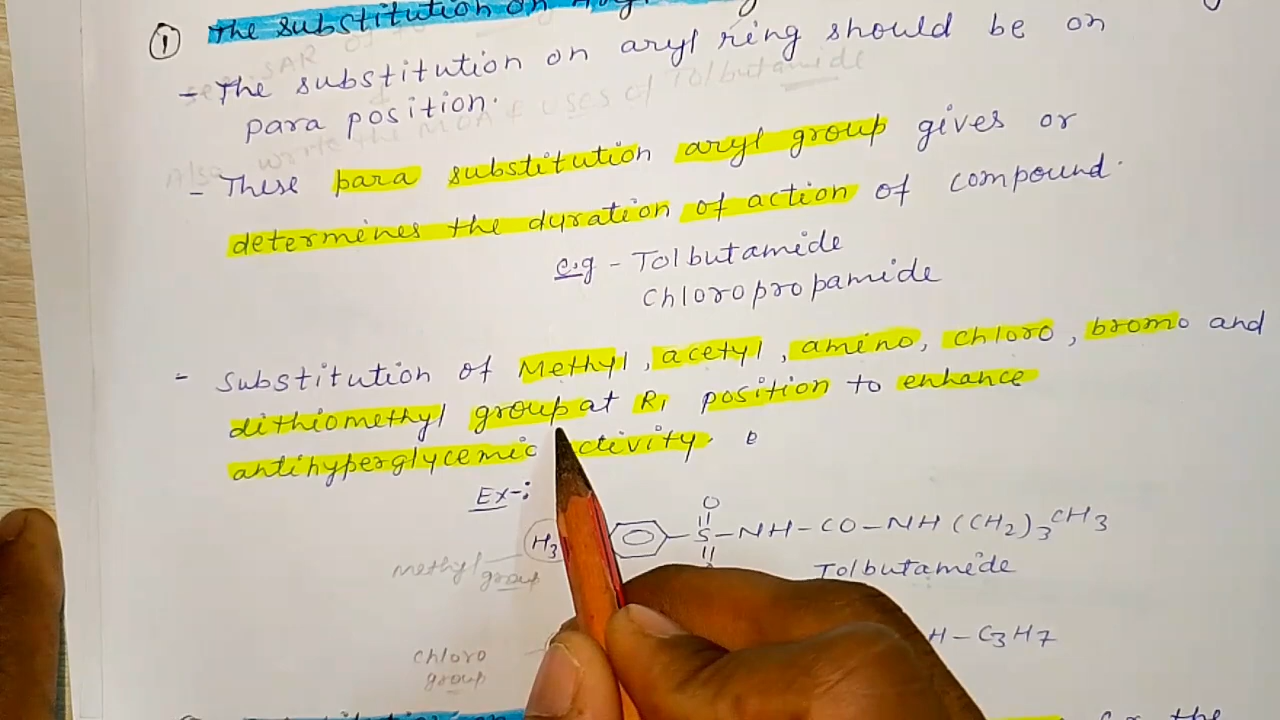 ① The substitution on
- The substitution on aryl ring should be on
para position.
- These para substitution aryl group gives or
determines the dyration of action of compound.
e.g - Tolbutamide
Chloropropamide
- Substitution of Methyl, acetyl, amino, chloro, bromo and
dithiomethyl group at R1 position to enhance
antihyperglycemic ctivity. e
Ex-:
O
H3 S-NH-CO-NH(CH2)3CH3
Methyl group
Tolbutamide
H-C3H7
chloro
group